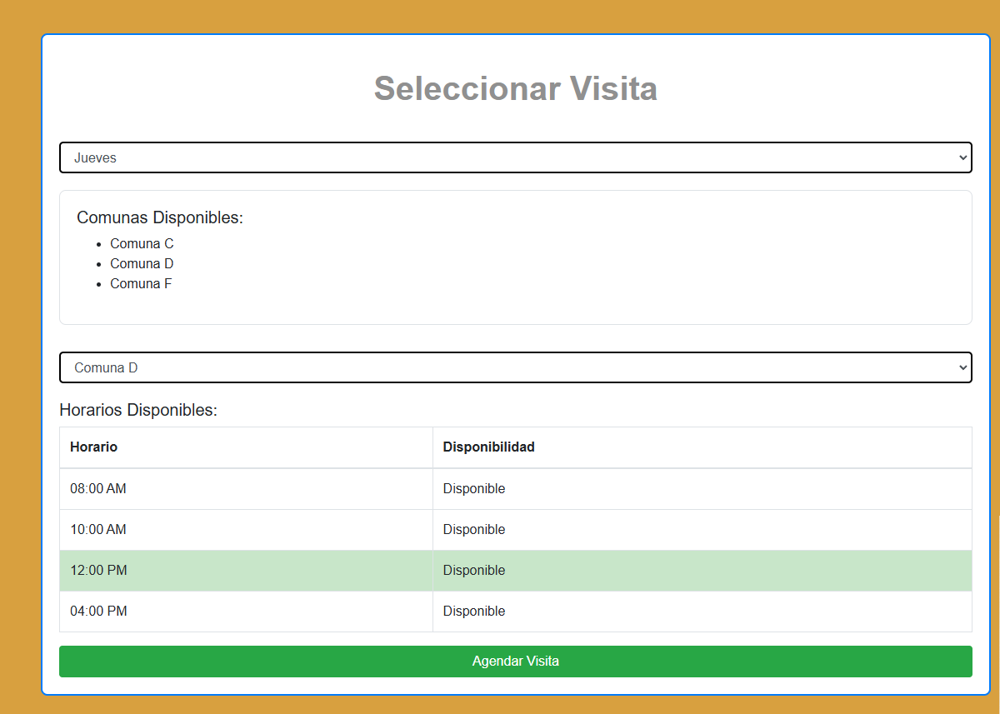 Seleccionar Visita
Jueves
Comunas Disponibles:
Comuna C
Comuna D
Comuna F
Comuna D
Horarios Disponibles:
Horario Disponibilidad
08:00 AM Disponible
10:00 AM Disponible
12:00 PM Disponible
04:00 PM Disponible
Agendar Visita